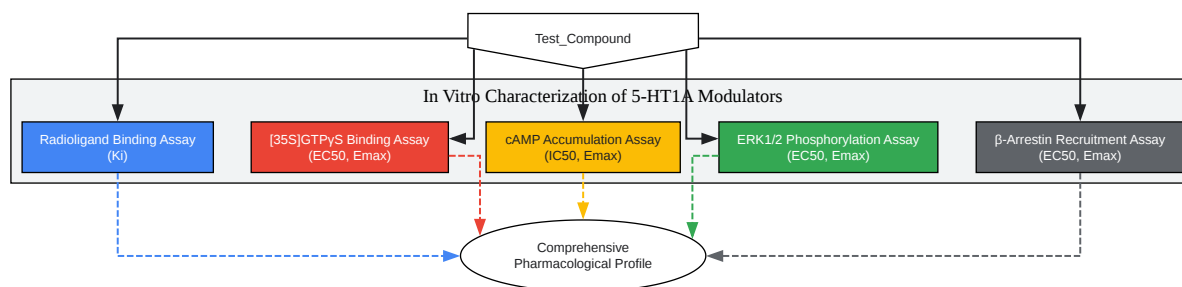 Test_Compound
In Vitro Characterization of 5-HT1A Modulators
Radioligand Binding Assay
(Ki)
[35S]GTPγS Binding Assay
(EC50, Emax)
cAMP Accumulation Assay
(IC50, Emax)
ERK1/2 Phosphorylation Assay
(EC50, Emax)
β-Arrestin Recruitment Assay
(EC50, Emax)
Comprehensive
Pharmacological Profile